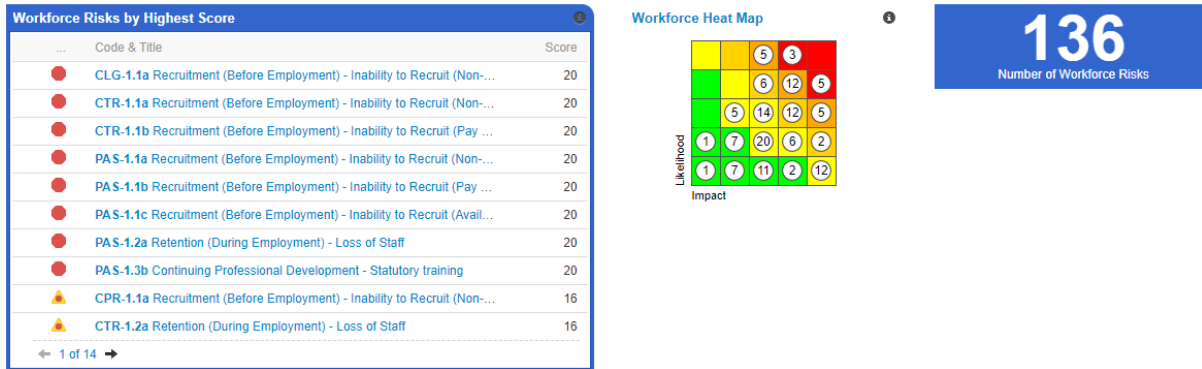 Workforce Risks by Highest Score
... Code & Title Score
CLG-1.1a Recruitment (Before Employment) - Inability to Recruit (Non-... 20
CTR-1.1a Recruitment (Before Employment) - Inability to Recruit (Non-... 20
CTR-1.1b Recruitment (Before Employment) - Inability to Recruit (Pay ... 20
PAS-1.1a Recruitment (Before Employment) - Inability to Recruit (Non-... 20
PAS-1.1b Recruitment (Before Employment) - Inability to Recruit (Pay ... 20
PAS-1.1c Recruitment (Before Employment) - Inability to Recruit (Avail... 20
PAS-1.2a Retention (During Employment) - Loss of Staff 20
PAS-1.3b Continuing Professional Development - Statutory training 20
CPR-1.1a Recruitment (Before Employment) - Inability to Recruit (Non-... 16
CTR-1.2a Retention (During Employment) - Loss of Staff 16
1 of 14
Workforce Heat Map
5 3
6 12 5
5 14 12 5
1 7 20 6 2
1 7 11 2 12
Likelihood
Impact
136
Number of Workforce Risks